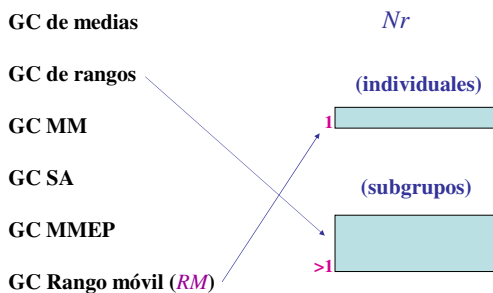 GC de medias
GC de rangos
GC MM
GC SA
GC MMEP
GC Rango móvil (RM)
Nr
(individuales)
1
(subgrupos)
>1